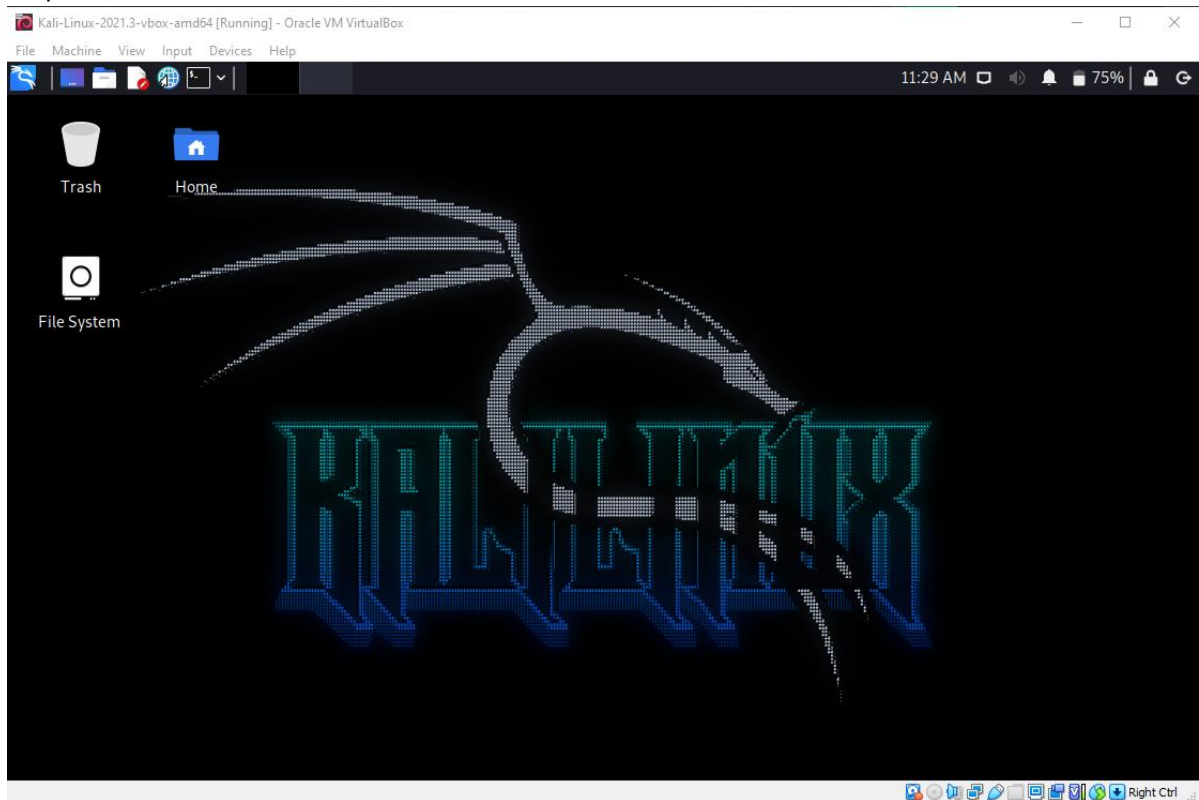 Kali-Linux-2021.3-vbox-amd64 [Running] - Oracle VM VirtualBox
File Machine View Input Devices Help
11:29 AM 75%
Trash Home
File System
KALI LINUX
Right Ctrl